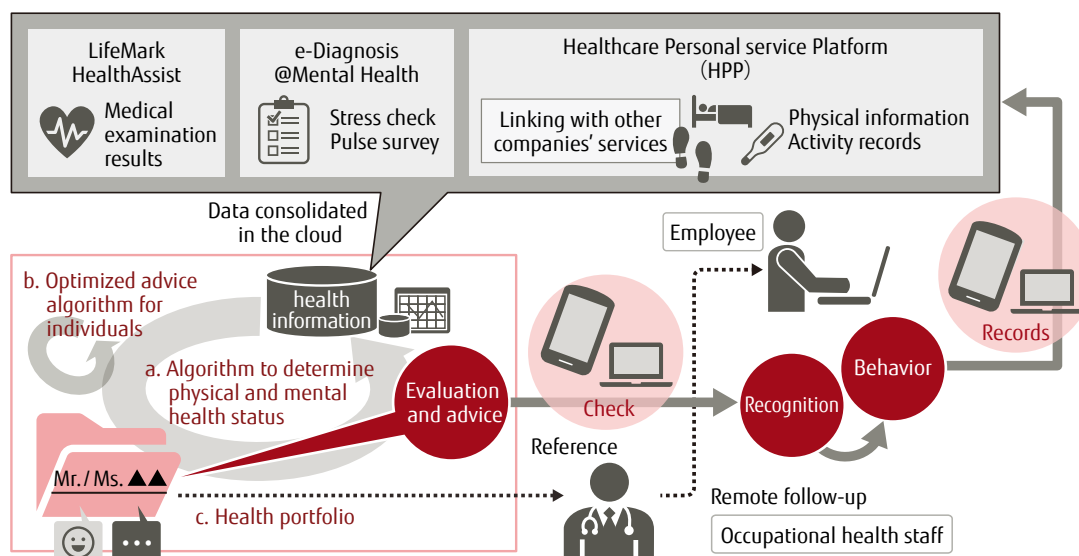 LifeMark
HealthAssist
Medical
examination
results
e-Diagnosis
@Mental Health
Stress check
Pulse survey
Healthcare Personal service Platform
(HPP)
Linking with other
companies' services
Physical information
Activity records
Data consolidated
in the cloud
Employee
b. Optimized advice
algorithm for
individuals
health
information
Records
a. Algorithm to determine
physical and mental
health status
Evaluation
and advice
Check
Recognition
Behavior
Reference
Mr. / Ms. ▲▲
c. Health portfolio
Remote follow-up
Occupational health staff